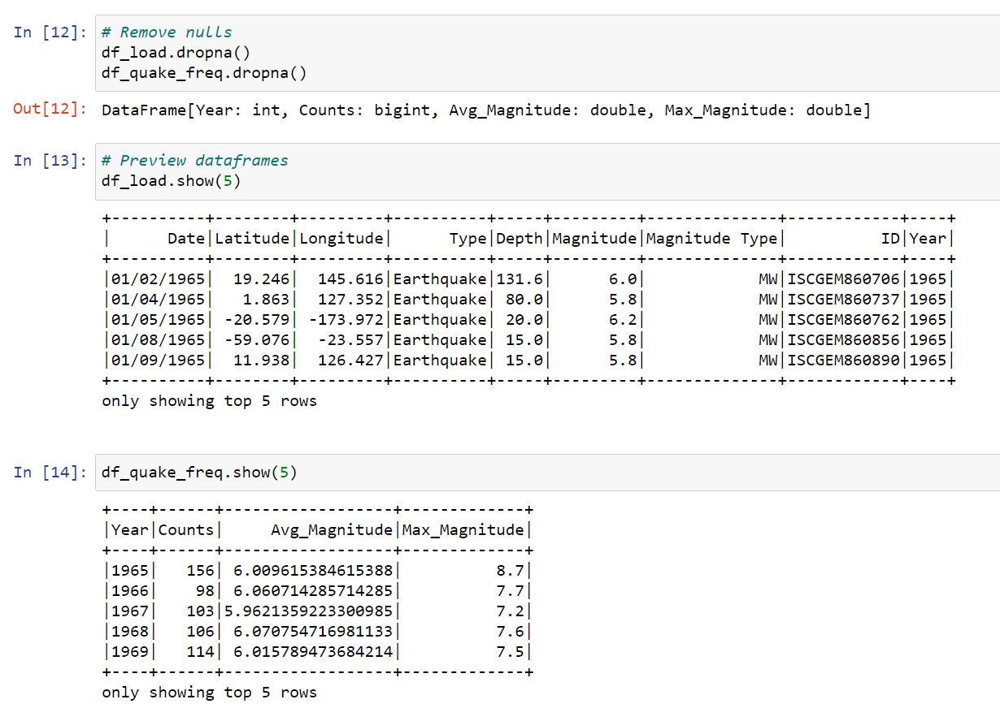 In [12]: # Remove nulls
df_load.dropna()
df_quake_freq.dropna()
Out[12]: DataFrame[Year: int, Counts: bigint, Avg_Magnitude: double, Max_Magnitude: double]
In [13]: # Preview dataframes
df_load.show(5)
+----------+--------+---------+----------+-----+---------+--------------+------------+----+
|      Date|Latitude|Longitude|      Type|Depth|Magnitude|Magnitude Type|          ID|Year|
+----------+--------+---------+----------+-----+---------+--------------+------------+----+
|01/02/1965|  19.246|  145.616|Earthquake|131.6|      6.0|            MW|ISCGEM860706|1965|
|01/04/1965|   1.863|  127.352|Earthquake| 80.0|      5.8|            MW|ISCGEM860737|1965|
|01/05/1965| -20.579| -173.972|Earthquake| 20.0|      6.2|            MW|ISCGEM860762|1965|
|01/08/1965| -59.076|  -23.557|Earthquake| 15.0|      5.8|            MW|ISCGEM860856|1965|
|01/09/1965|  11.938|  126.427|Earthquake| 15.0|      5.8|            MW|ISCGEM860890|1965|
+----------+--------+---------+----------+-----+---------+--------------+------------+----+
only showing top 5 rows
In [14]: df_quake_freq.show(5)
+----+------+------------------+-------------+
|Year|Counts|     Avg_Magnitude|Max_Magnitude|
+----+------+------------------+-------------+
|1965|   156| 6.009615384615388|          8.7|
|1966|    98| 6.060714285714285|          7.7|
|1967|   103|5.9621359223300985|          7.2|
|1968|   106| 6.070754716981133|          7.6|
|1969|   114| 6.015789473684214|          7.5|
+----+------+------------------+-------------+
only showing top 5 rows